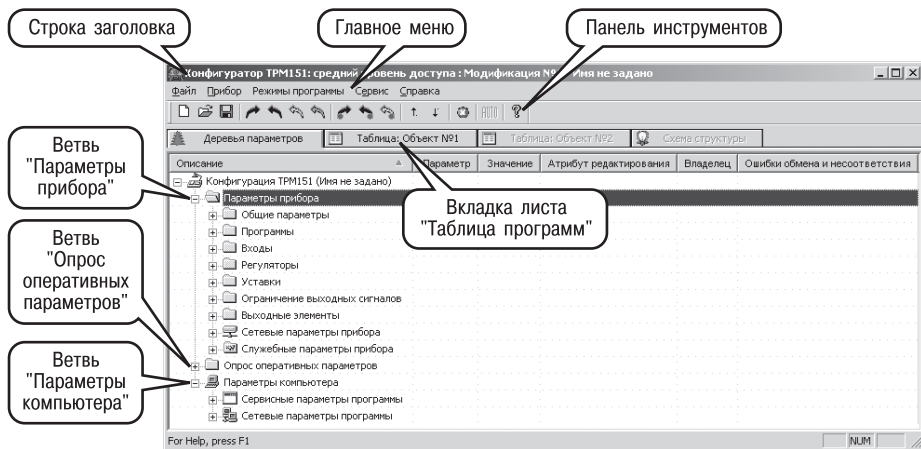 Строка заголовка
Главное меню
Панель инструментов
Конфигуратор ТРМ151: средний уровень доступа : Модификация № Имя не задано
Файл Прибор Режимы программы Сервис Справка
AUTO
Деревья параметров
Таблица: Объект №1
Таблица: Объект №2
Схема структуры
Описание
Параметр
Значение
Атрибут редактирования
Владелец
Ошибки обмена и несоответствия
Ветвь
"Параметры
прибора"
Ветвь
"Опрос
оперативных
параметров"
Ветвь
"Параметры
компьютера"
Вкладка листа
"Таблица программ"
Конфигурация ТРМ151 (Имя не задано)
Параметры прибора
Общие параметры
Программы
Входы
Регуляторы
Уставки
Ограничение выходных сигналов
Выходные элементы
Сетевые параметры прибора
Служебные параметры прибора
Опрос оперативных параметров
Параметры компьютера
Сервисные параметры программы
Сетевые параметры программы
For Help, press F1
NUM